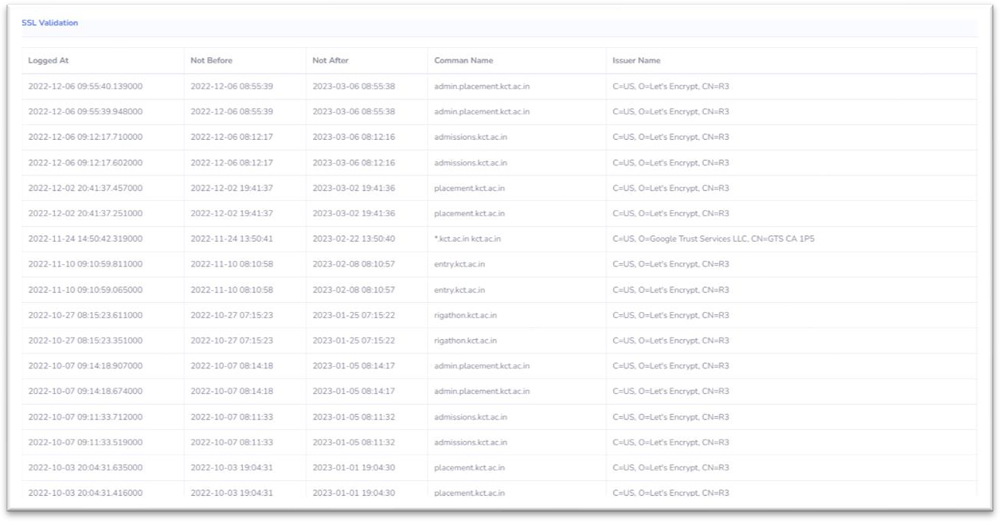 SSL Validation
Logged At Not Before Not After Comman Name Issuer Name
2022-12-06 09:55:40.139000 2022-12-06 08:55:39 2023-03-06 08:55:38 admin.placement.kct.ac.in C=US, O=Let's Encrypt, CN=R3
2022-12-06 09:55:39.948000 2022-12-06 08:55:39 2023-03-06 08:55:38 admin.placement.kct.ac.in C=US, O=Let's Encrypt, CN=R3
2022-12-06 09:12:17.710000 2022-12-06 08:12:17 2023-03-06 08:12:16 admissions.kct.ac.in C=US, O=Let's Encrypt, CN=R3
2022-12-06 09:12:17.602000 2022-12-06 08:12:17 2023-03-06 08:12:16 admissions.kct.ac.in C=US, O=Let's Encrypt, CN=R3
2022-12-02 20:41:37.457000 2022-12-02 19:41:37 2023-03-02 19:41:36 placement.kct.ac.in C=US, O=Let's Encrypt, CN=R3
2022-12-02 20:41:37.251000 2022-12-02 19:41:37 2023-03-02 19:41:36 placement.kct.ac.in C=US, O=Let's Encrypt, CN=R3
2022-11-24 14:50:42.319000 2022-11-24 13:50:41 2023-02-22 13:50:40 *.kct.ac.in kct.ac.in C=US, O=Google Trust Services LLC, CN=GTS CA 1P5
2022-11-10 09:10:59.811000 2022-11-10 08:10:58 2023-02-08 08:10:57 entry.kct.ac.in C=US, O=Let's Encrypt, CN=R3
2022-11-10 09:10:59.065000 2022-11-10 08:10:58 2023-02-08 08:10:57 entry.kct.ac.in C=US, O=Let's Encrypt, CN=R3
2022-10-27 08:15:23.611000 2022-10-27 07:15:23 2023-01-25 07:15:22 rigathon.kct.ac.in C=US, O=Let's Encrypt, CN=R3
2022-10-27 08:15:23.351000 2022-10-27 07:15:23 2023-01-25 07:15:22 rigathon.kct.ac.in C=US, O=Let's Encrypt, CN=R3
2022-10-07 09:14:18.907000 2022-10-07 08:14:18 2023-01-05 08:14:17 admin.placement.kct.ac.in C=US, O=Let's Encrypt, CN=R3
2022-10-07 09:14:18.674000 2022-10-07 08:14:18 2023-01-05 08:14:17 admin.placement.kct.ac.in C=US, O=Let's Encrypt, CN=R3
2022-10-07 09:11:33.712000 2022-10-07 08:11:33 2023-01-05 08:11:32 admissions.kct.ac.in C=US, O=Let's Encrypt, CN=R3
2022-10-07 09:11:33.519000 2022-10-07 08:11:33 2023-01-05 08:11:32 admissions.kct.ac.in C=US, O=Let's Encrypt, CN=R3
2022-10-03 20:04:31.635000 2022-10-03 19:04:31 2023-01-01 19:04:30 placement.kct.ac.in C=US, O=Let's Encrypt, CN=R3
2022-10-03 20:04:31.416000 2022-10-03 19:04:31 2023-01-01 19:04:30 placement.kct.ac.in C=US, O=Let's Encrypt, CN=R3